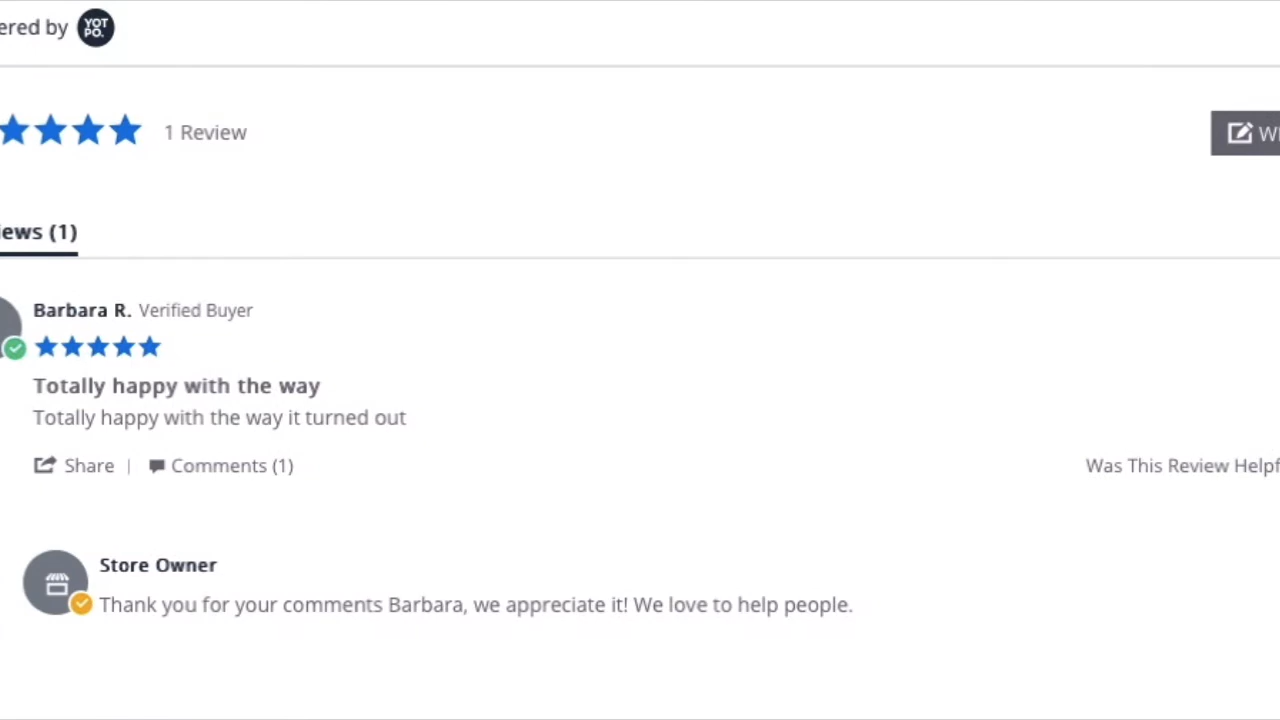 ered by YOT PO.
1 Review
iews (1)
Barbara R. Verified Buyer
Totally happy with the way
Totally happy with the way it turned out
Share | Comments (1)
Was This Review Helpf
Store Owner
Thank you for your comments Barbara, we appreciate it! We love to help people.